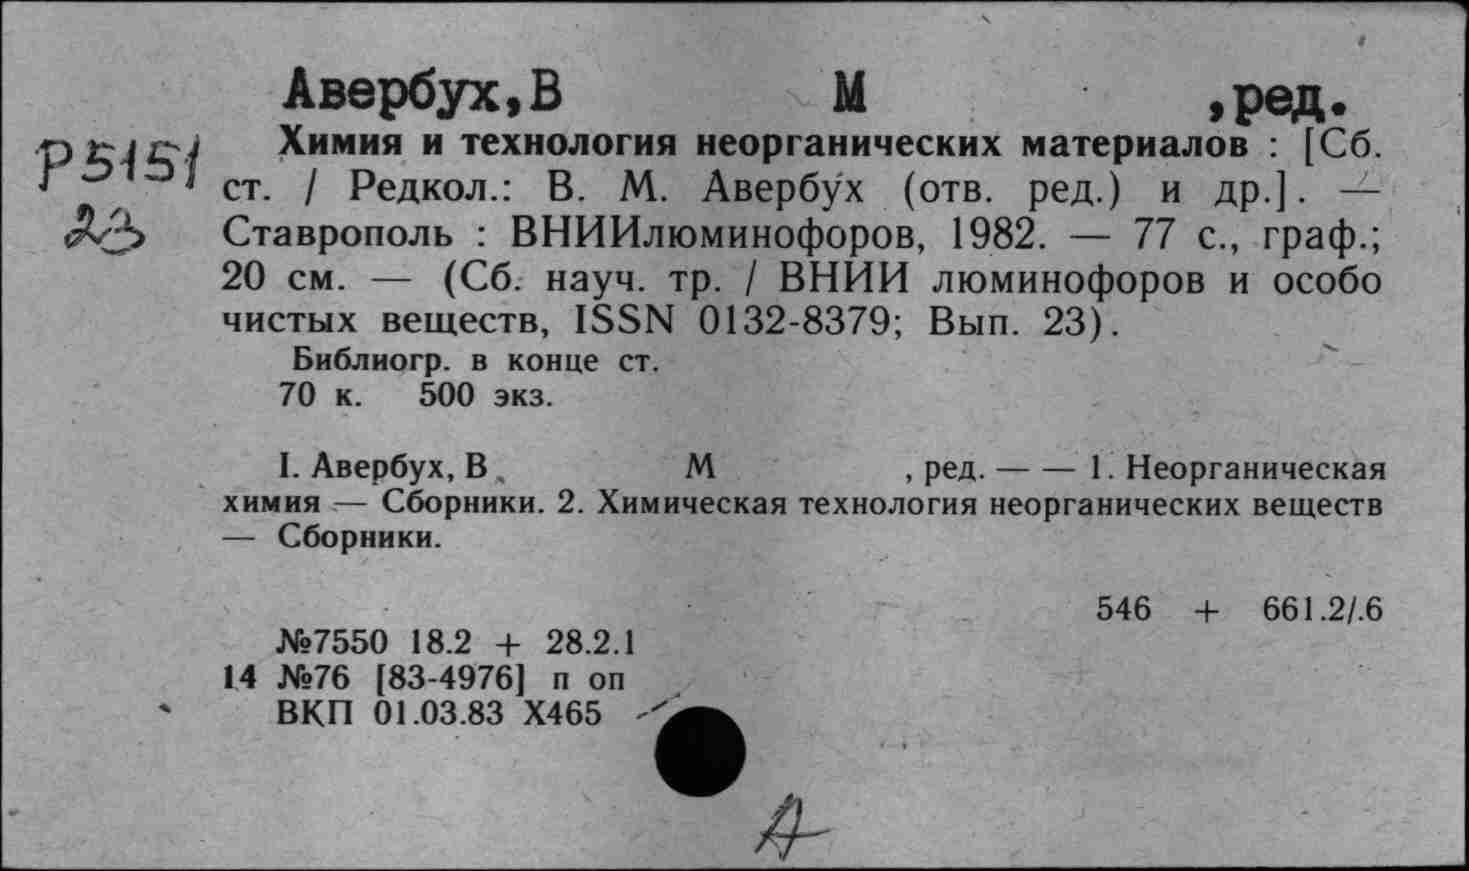 Авербух,В М ,ред.
Р5151
23
Химия и технология неорганических материалов : [Сб.
ст. / Редкол.: В. М. Авербух (отв. ред.) и др.]. —
Ставрополь : ВНИИлюминофоров, 1982. — 77 с., граф.;
20 см. — (Сб. науч. тр. / ВНИИ люминофоров и особо
чистых веществ, ISSN 0132-8379; Вып. 23).
Библиогр. в конце ст.
70 к. 500 экз.
I. Авербух, В М , ред. — — 1. Неорганическая
химия — Сборники. 2. Химическая технология неорганических веществ
— Сборники.
546 + 661.2/.6
№7550 18.2 + 28.2.1
14 №76 [83-4976] п оп
ВКП 01.03.83 Х465
А